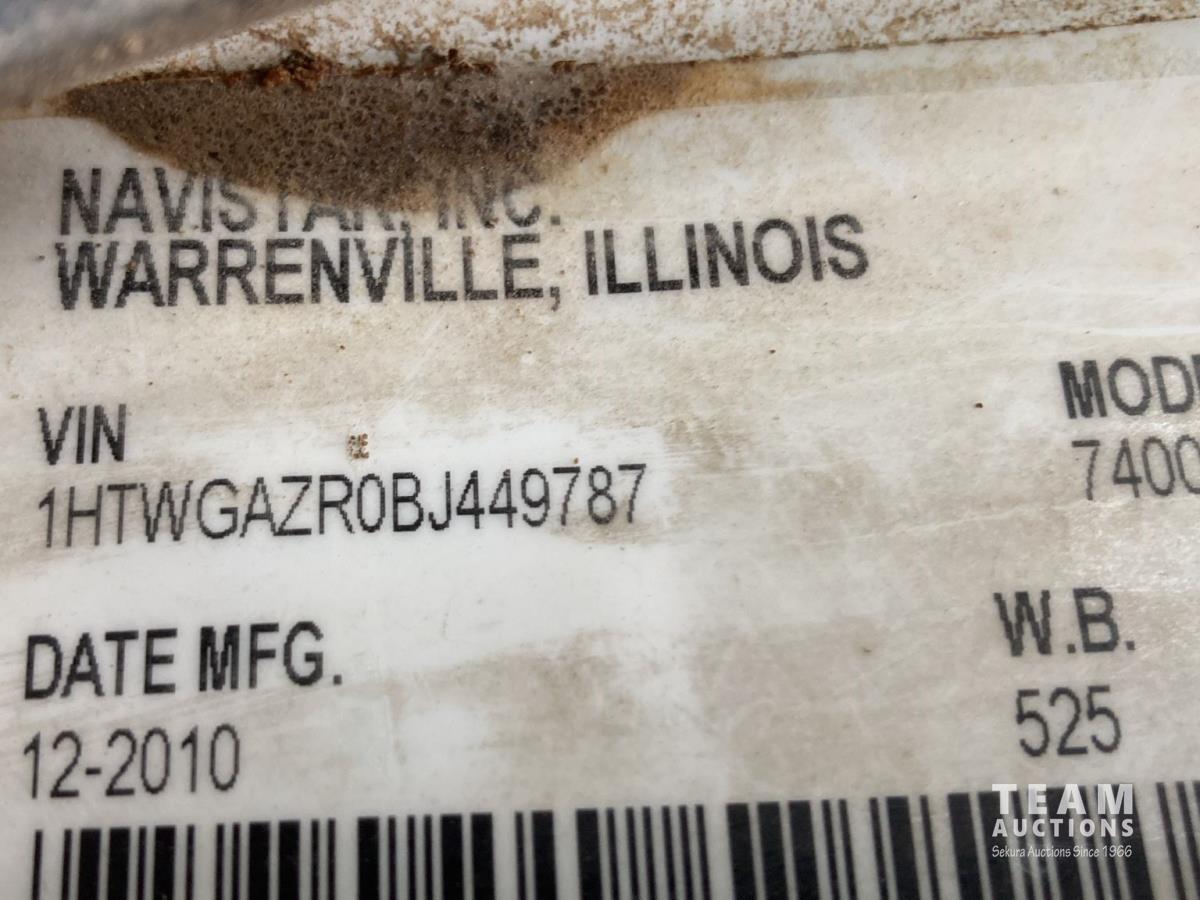 NAVISTAR, INC.
WARRENVILLE, ILLINOIS
VIN
1HTWGAZR0BJ449787
MOD
7400
DATE MFG.
12-2010
W.B.
525
TEAM
AUCTIONS
Sekura Auctions Since 1966